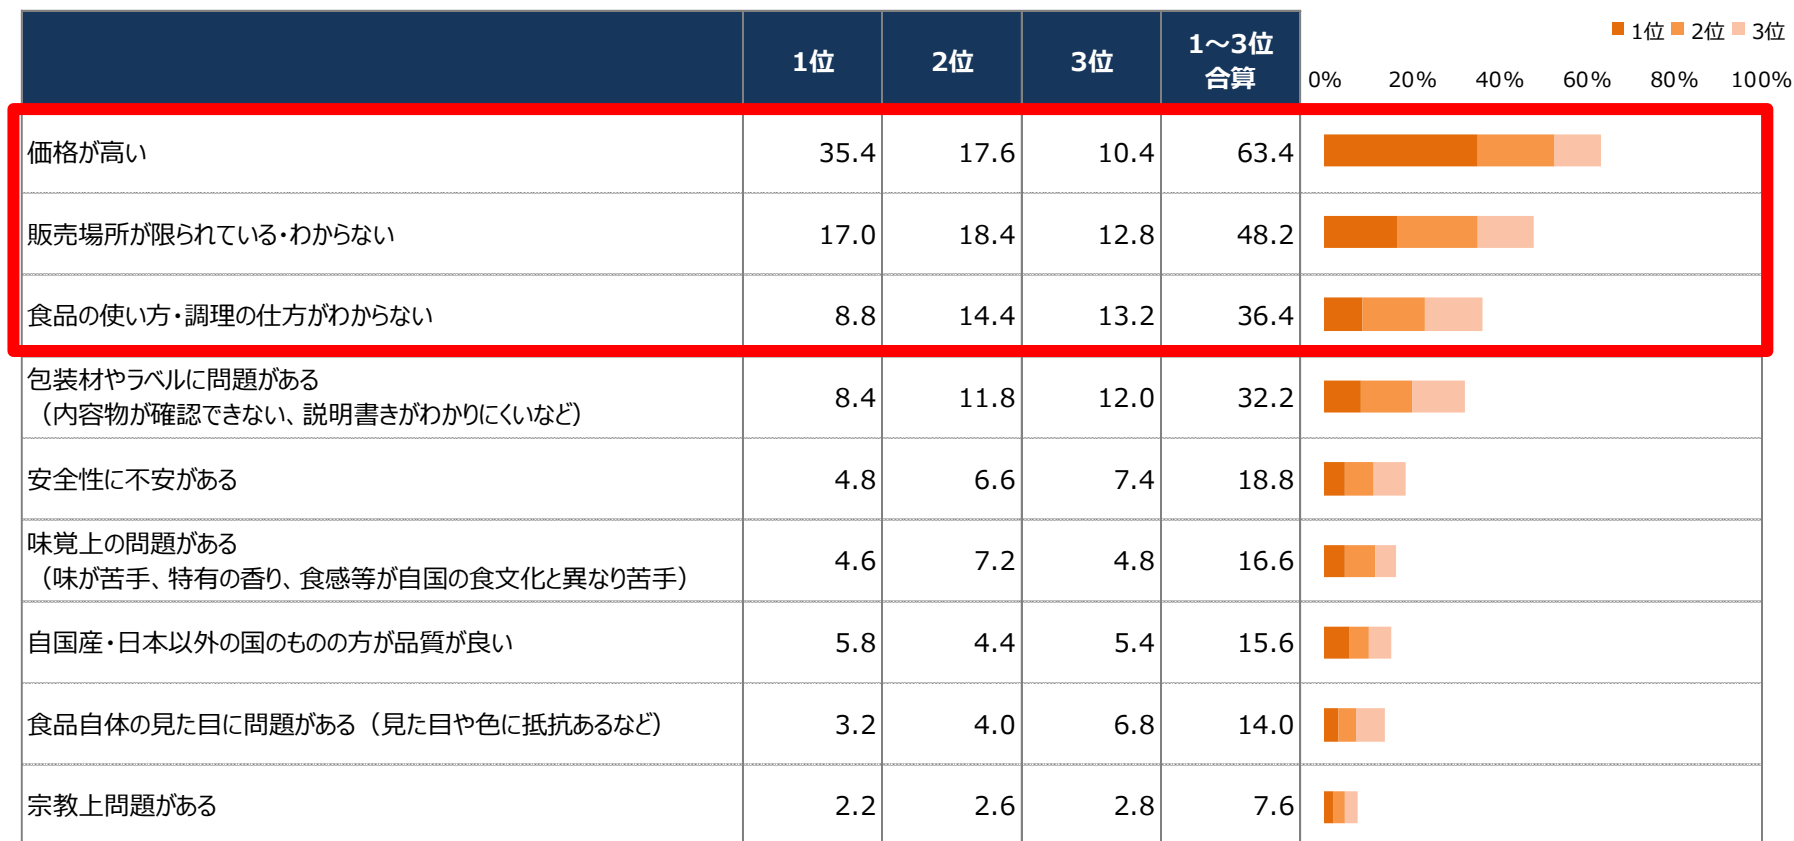 1位 2位 3位 1～3位
合算
■ 1位 ■ 2位 ■ 3位
0% 20% 40% 60% 80% 100%
価格が高い 35.4 17.6 10.4 63.4
販売場所が限られている・わからない 17.0 18.4 12.8 48.2
食品の使い方・調理の仕方がわからない 8.8 14.4 13.2 36.4
包装材やラベルに問題がある
（内容物が確認できない、説明書きがわかりにくいなど） 8.4 11.8 12.0 32.2
安全性に不安がある 4.8 6.6 7.4 18.8
味覚上の問題がある
（味が苦手、特有の香り、食感等が自国の食文化と異なり苦手） 4.6 7.2 4.8 16.6
自国産・日本以外の国のものの方が品質が良い 5.8 4.4 5.4 15.6
食品自体の見た目に問題がある（見た目や色に抵抗あるなど） 3.2 4.0 6.8 14.0
宗教上問題がある 2.2 2.6 2.8 7.6